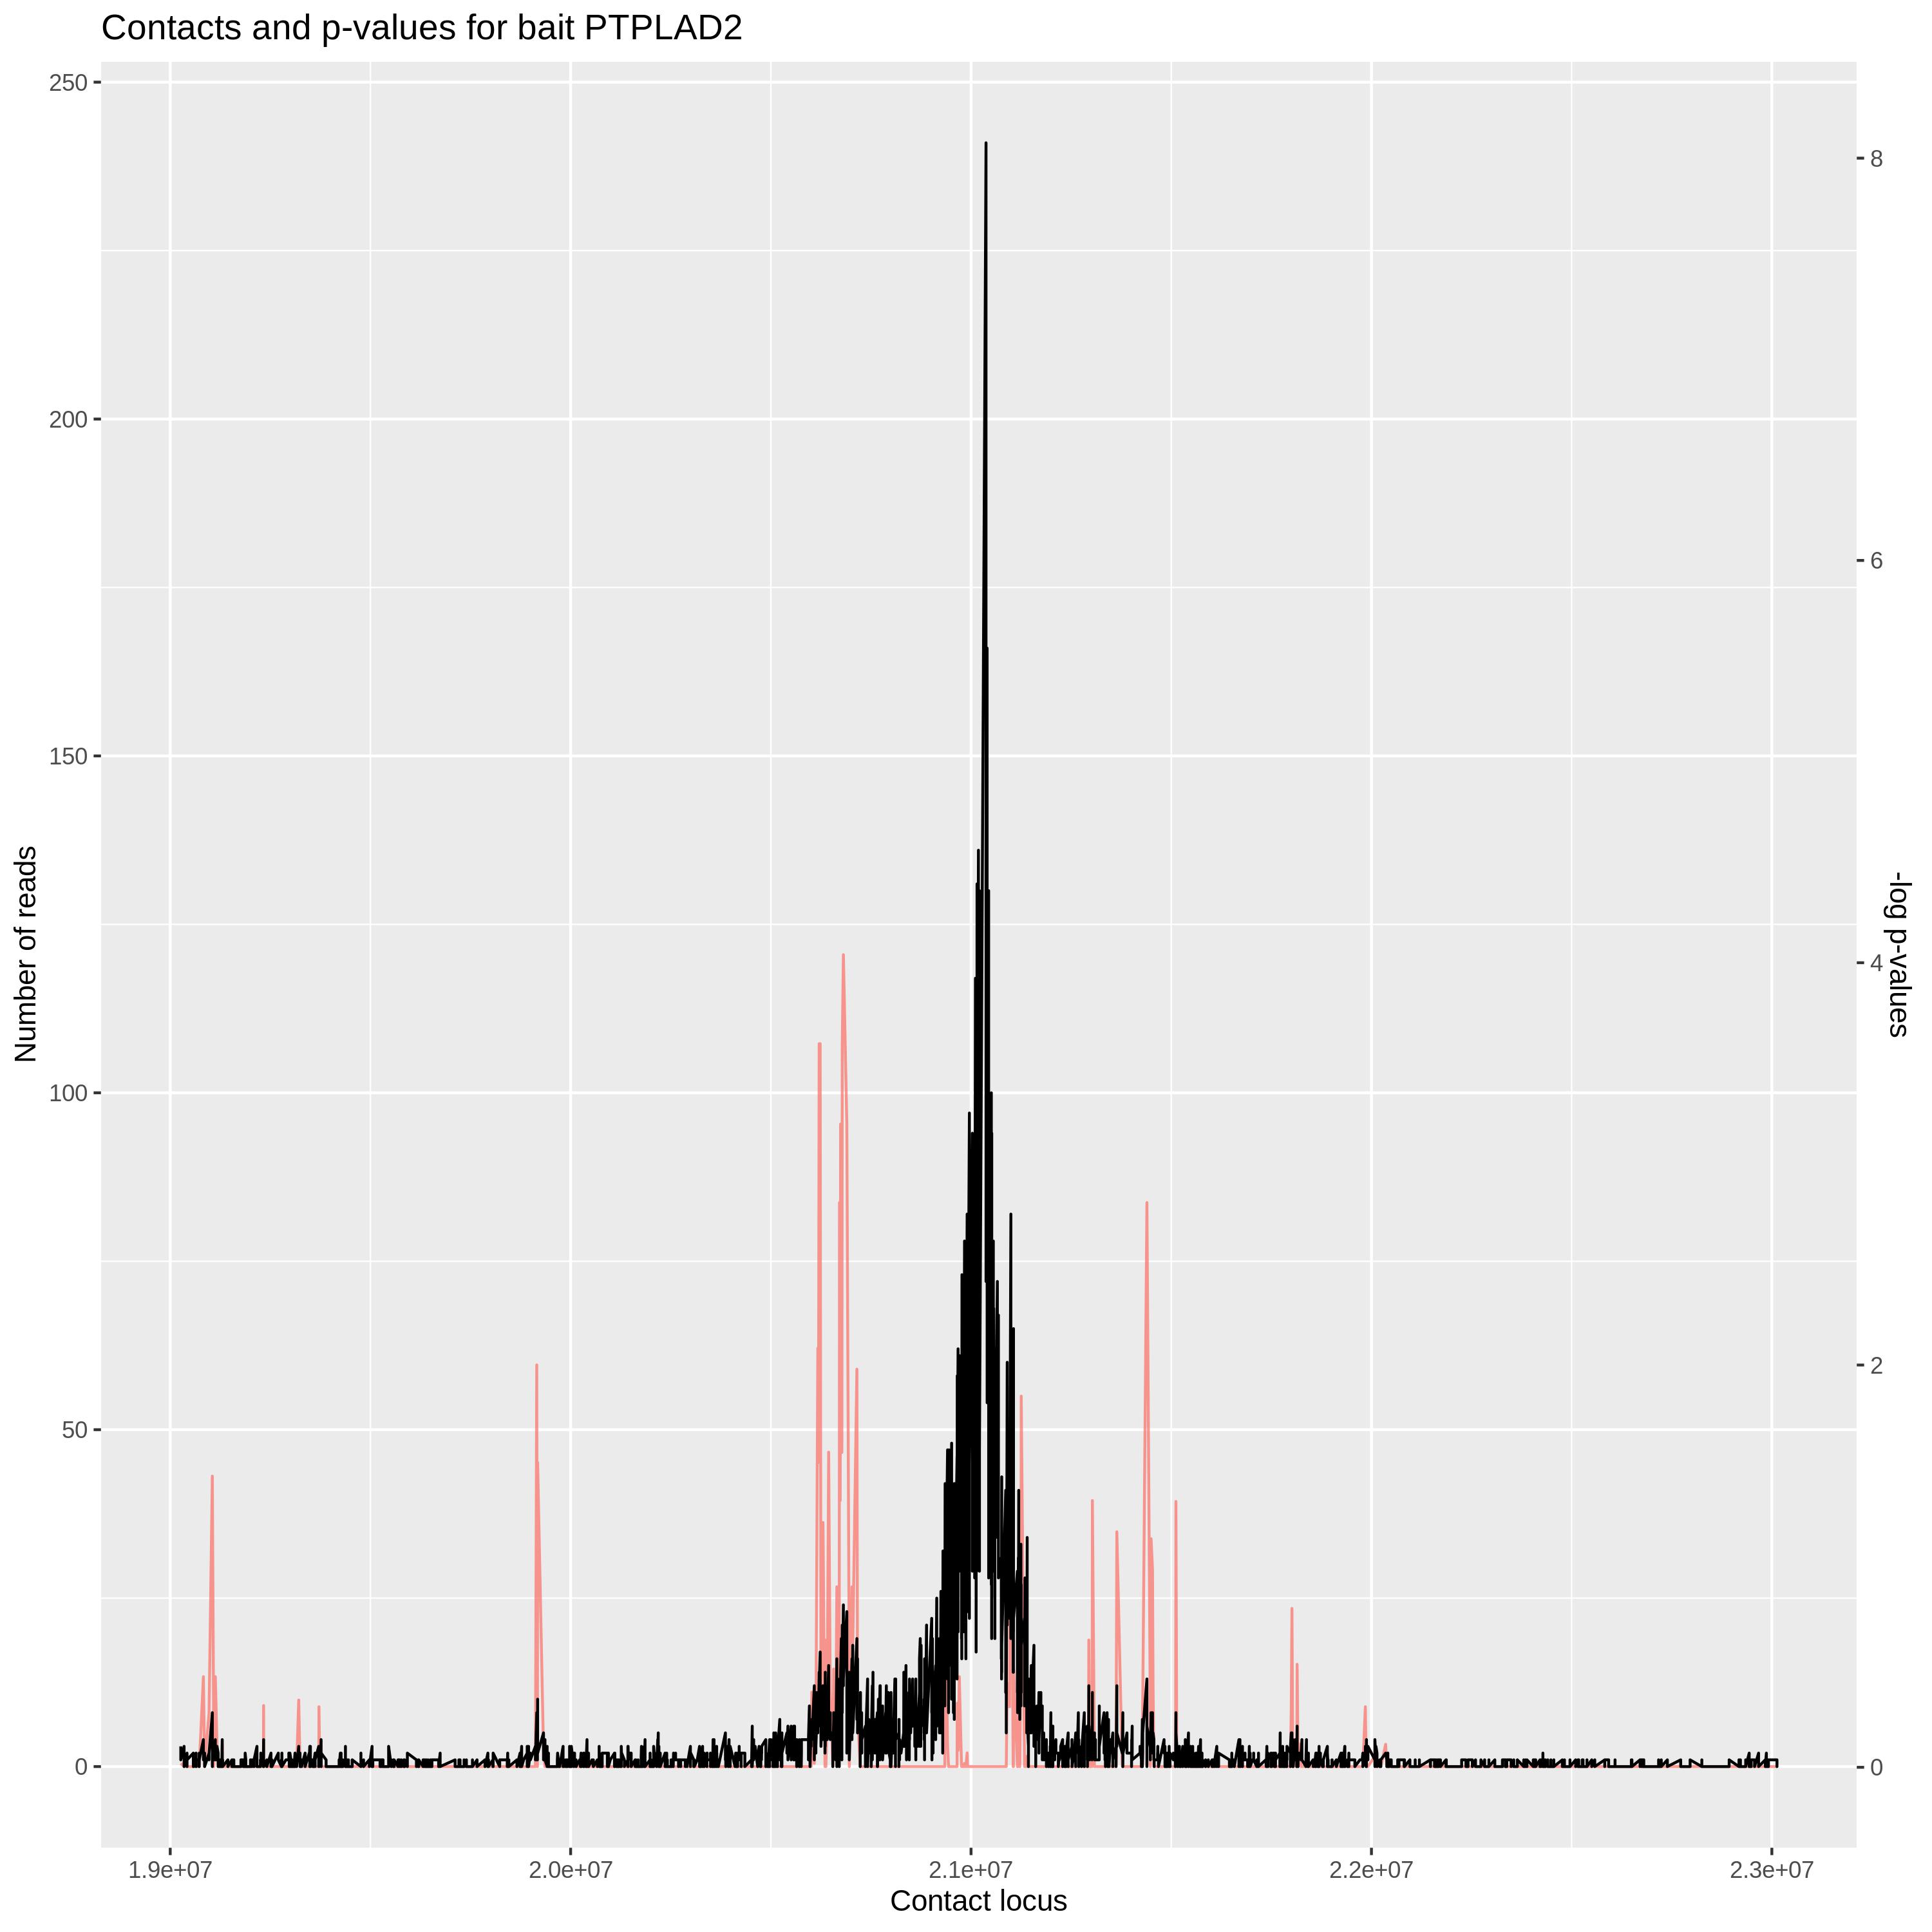 Contacts and p-values for bait PTPLAD2
250
200
150
100
50
0
Number of reads
8
6
4
2
0
-log p-values
1.9e+07 2.0e+07 2.1e+07 2.2e+07 2.3e+07
Contact locus